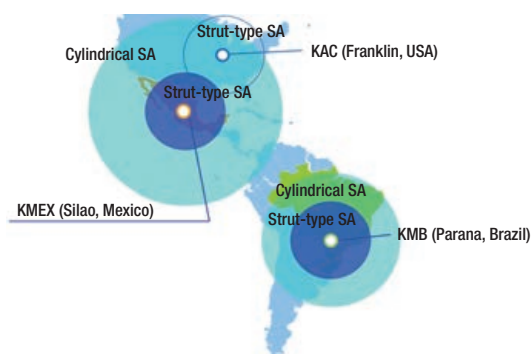 Strut-type SA
Cylindrical SA
KAC (Franklin, USA)
Strut-type SA
KMEX (Silao, Mexico)
Cylindrical SA
Strut-type SA
KMB (Parana, Brazil)